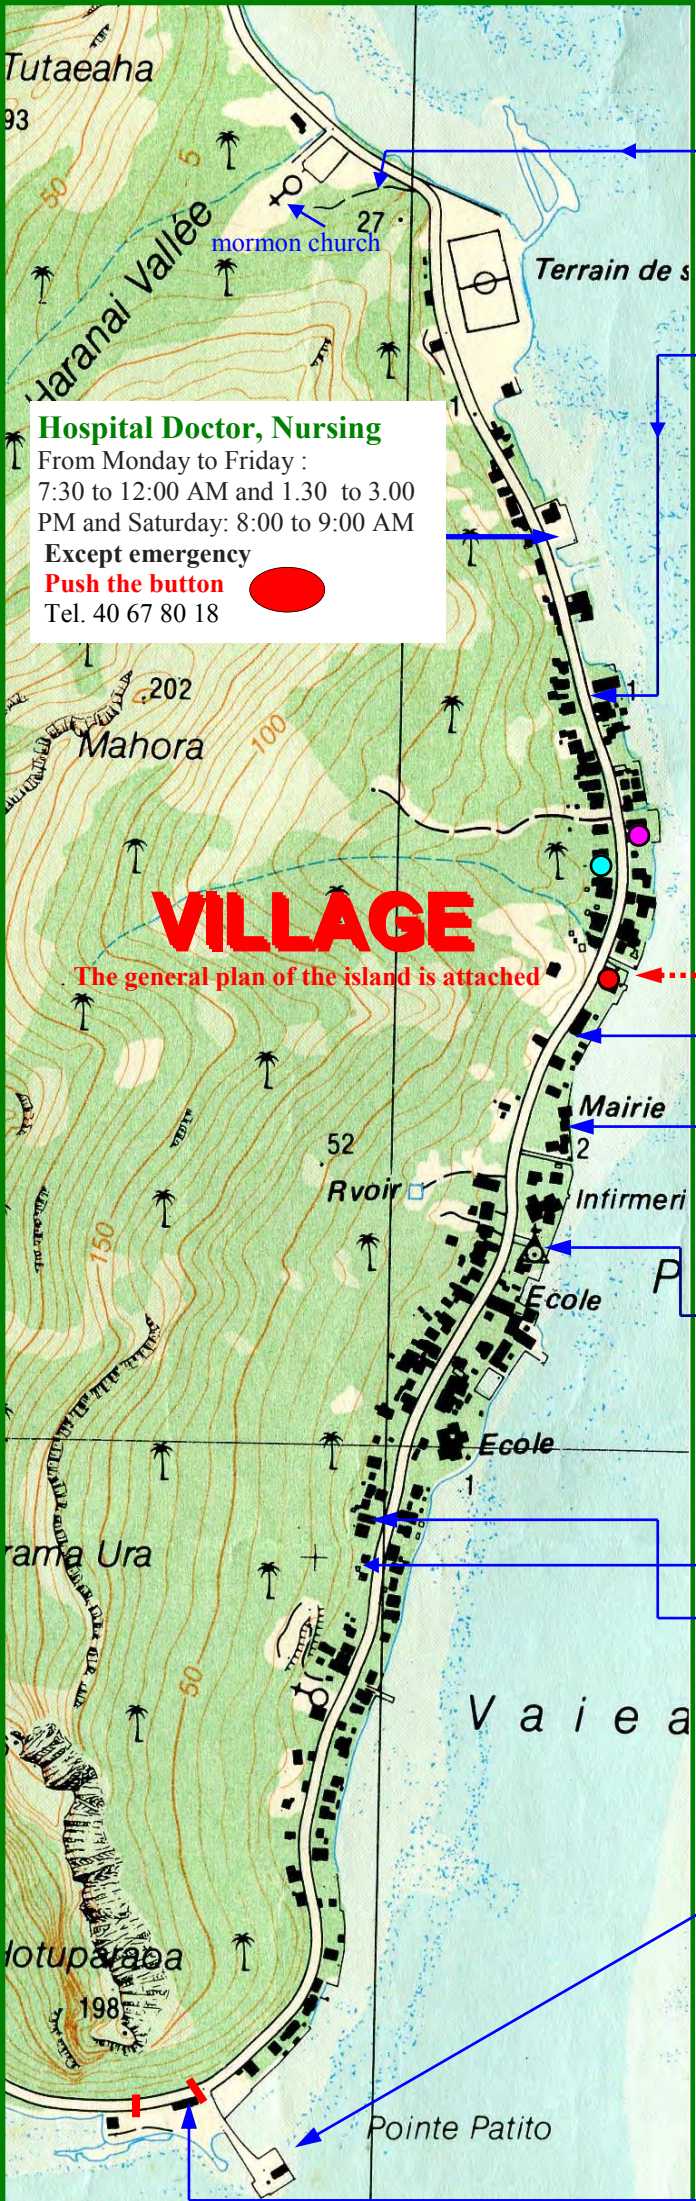 Tutaeaha
93
50
5
Haranai Vallée
mormon church
27
Terrain de s
1
Hospital Doctor, Nursing
From Monday to Friday :
7:30 to 12:00 AM and 1.30 to 3.00
PM and Saturday: 8:00 to 9:00 AM
Except emergency
Push the button
Tel. 40 67 80 18
202
1
100
Mahora
VILLAGE
The general plan of the island is attached
Mairie
2
52
Rvoir
Infirmeri
150
P
Ecole
Ecole
1
rama Ura
50
Vaiea
Hotuparaoa
198
Pointe Patito